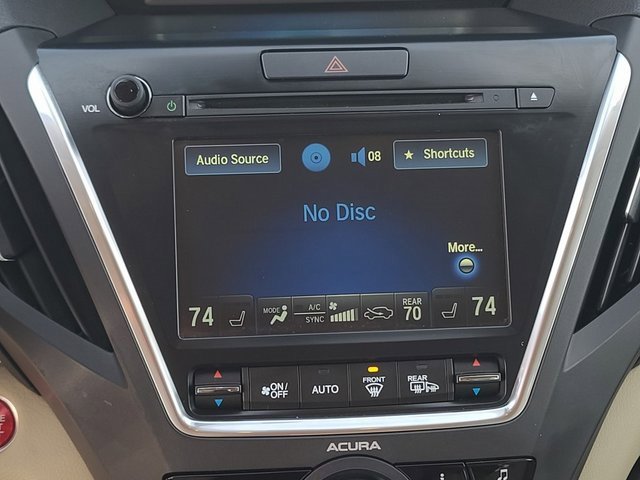 VOL
Audio Source
08
★ Shortcuts
No Disc
More...
74
MODE
A/C
SYNC
REAR
70
74
ON/
OFF
AUTO
FRONT
REAR
ACURA